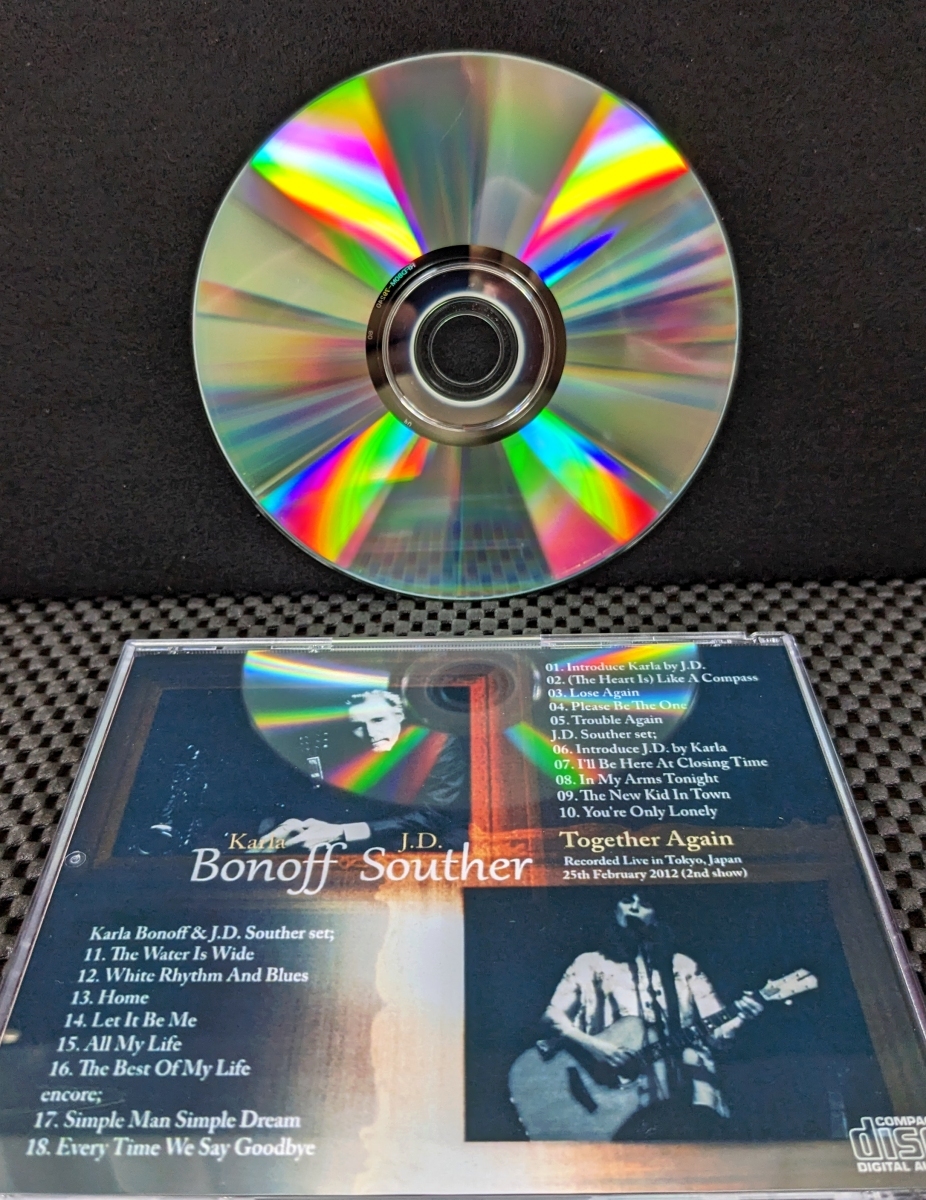 01. Introduce Karla by J.D.
02. (The Heart Is) Like A Compass
03. Lose Again
04. Please Be The One
05. Trouble Again
J.D. Souther set;
06. Introduce J.D. by Karla
07. I'll Be Here At Closing Time
08. In My Arms Tonight
09. The New Kid In Town
10. You're Only Lonely
Karla J.D.
Bonoff Souther
Together Again
Recorded Live in Tokyo, Japan
25th February 2012 (2nd show)
Karla Bonoff & J.D. Souther set;
11. The Water Is Wide
12. White Rhythm And Blues
13. Home
14. Let It Be Me
15. All My Life
16. The Best Of My Life
encore;
17. Simple Man Simple Dream
18. Every Time We Say Goodbye
COMPA
dis
DIGITAL AU